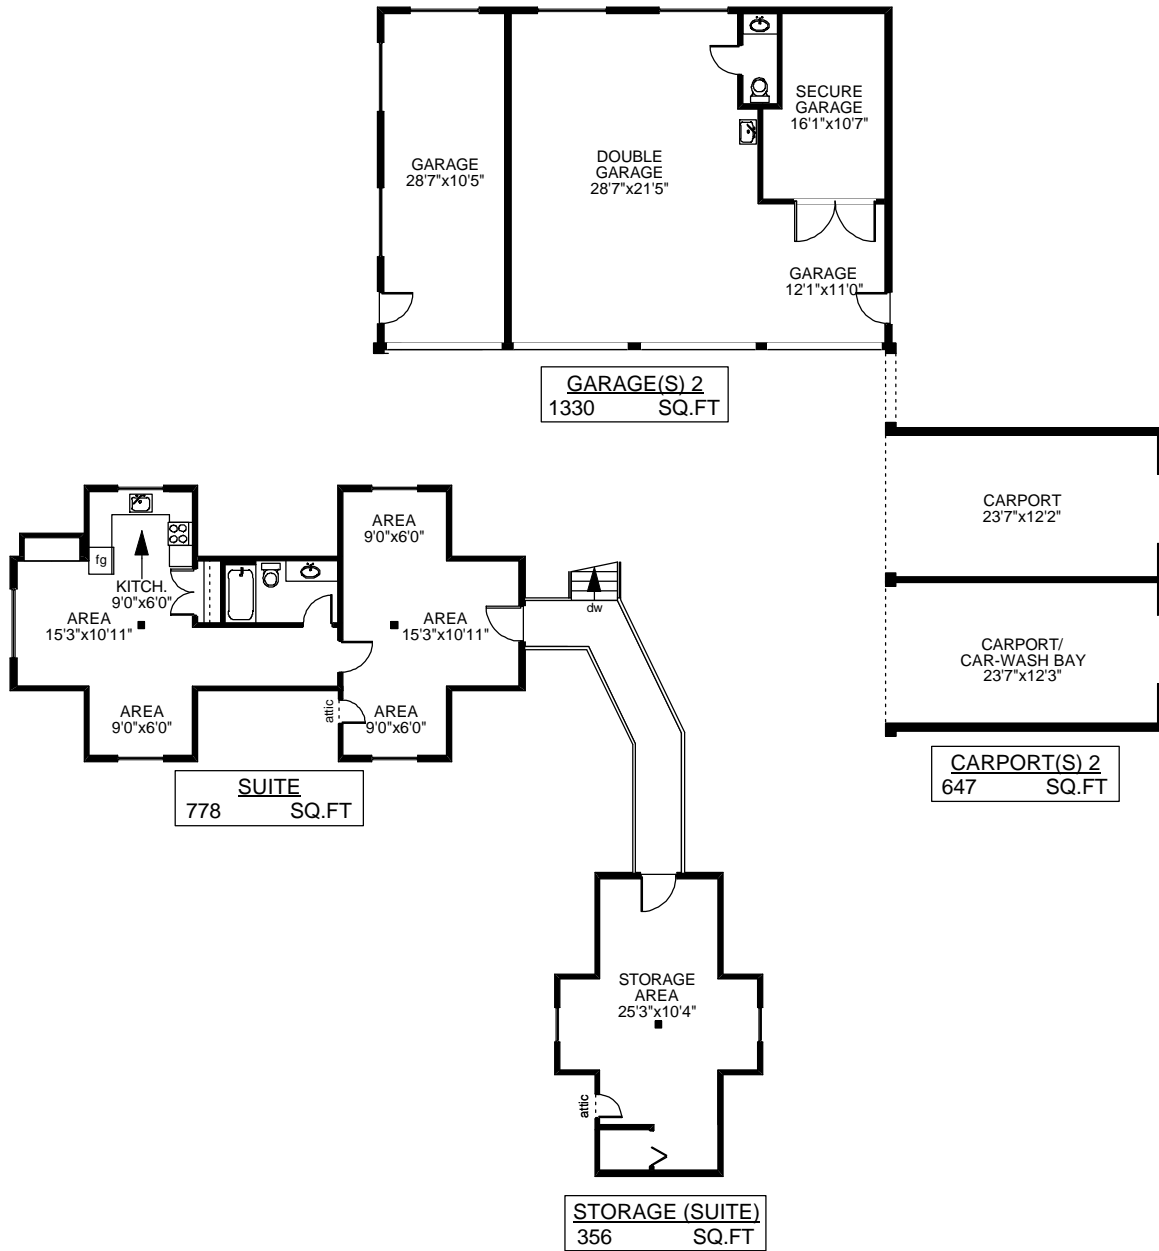 SECURE
GARAGE
16'1"x10'7"
GARAGE
28'7"x10'5"
DOUBLE
GARAGE
28'7"x21'5"
GARAGE
12'1"x11'0"
GARAGE(S) 2
1330 SQ.FT
CARPORT
23'7"x12'2"
CARPORT/
CAR-WASH BAY
23'7"x12'3"
CARPORT(S) 2
647 SQ.FT
fg
KITCH.
9'0"x6'0"
AREA
15'3"x10'11"
AREA
9'0"x6'0"
AREA
9'0"x6'0"
AREA
15'3"x10'11"
AREA
9'0"x6'0"
attic
dw
SUITE
778 SQ.FT
STORAGE
AREA
25'3"x10'4"
attic
STORAGE (SUITE)
356 SQ.FT